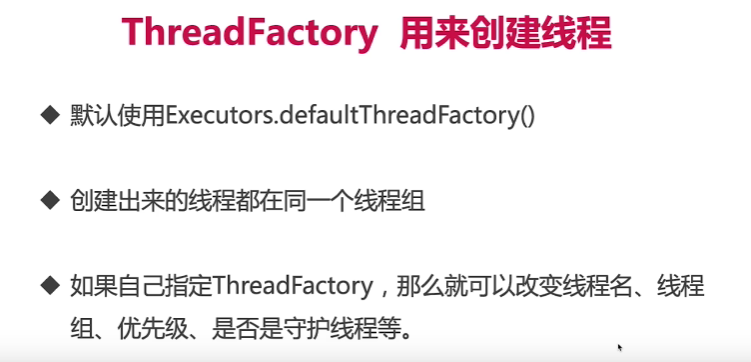 ThreadFactory 用来创建线程
◆ 默认使用Executors.defaultThreadFactory()
◆ 创建出来的线程都在同一个线程组
◆ 如果自己指定ThreadFactory，那么就可以改变线程名、线程
组、优先级、是否是守护线程等。